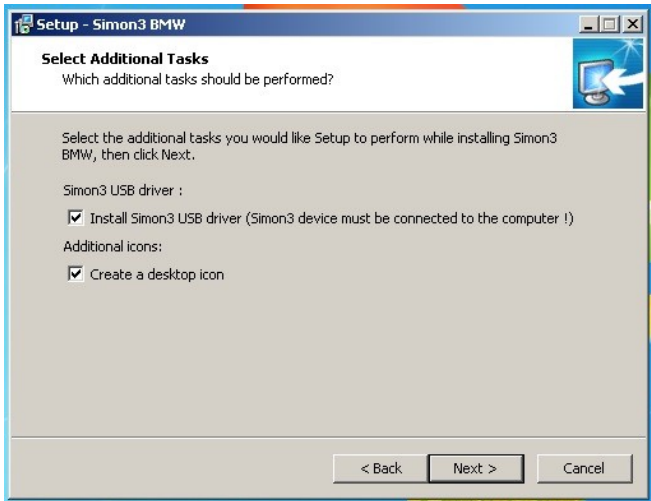 Setup - Simon3 BMW
Select Additional Tasks
Which additional tasks should be performed?
Select the additional tasks you would like Setup to perform while installing Simon3
BMW, then click Next.
Simon3 USB driver :
Install Simon3 USB driver (Simon3 device must be connected to the computer !)
Additional icons:
Create a desktop icon
< Back
Next >
Cancel